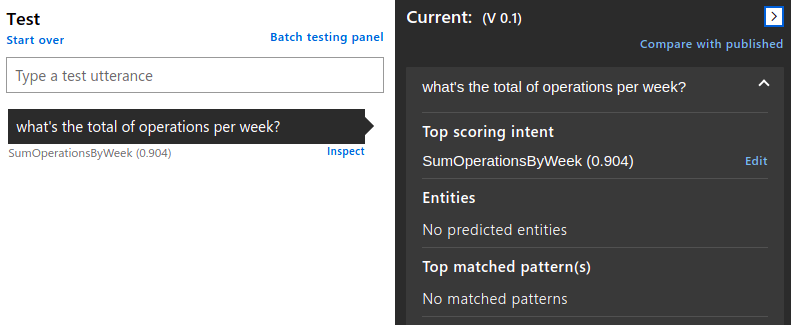 Test
Start over
Batch testing panel
Type a test utterance
what's the total of operations per week?
SumOperationsByWeek (0.904)
Inspect
Current: (V 0.1)
Compare with published
what's the total of operations per week?
Top scoring intent
SumOperationsByWeek (0.904)
Edit
Entities
No predicted entities
Top matched pattern(s)
No matched patterns